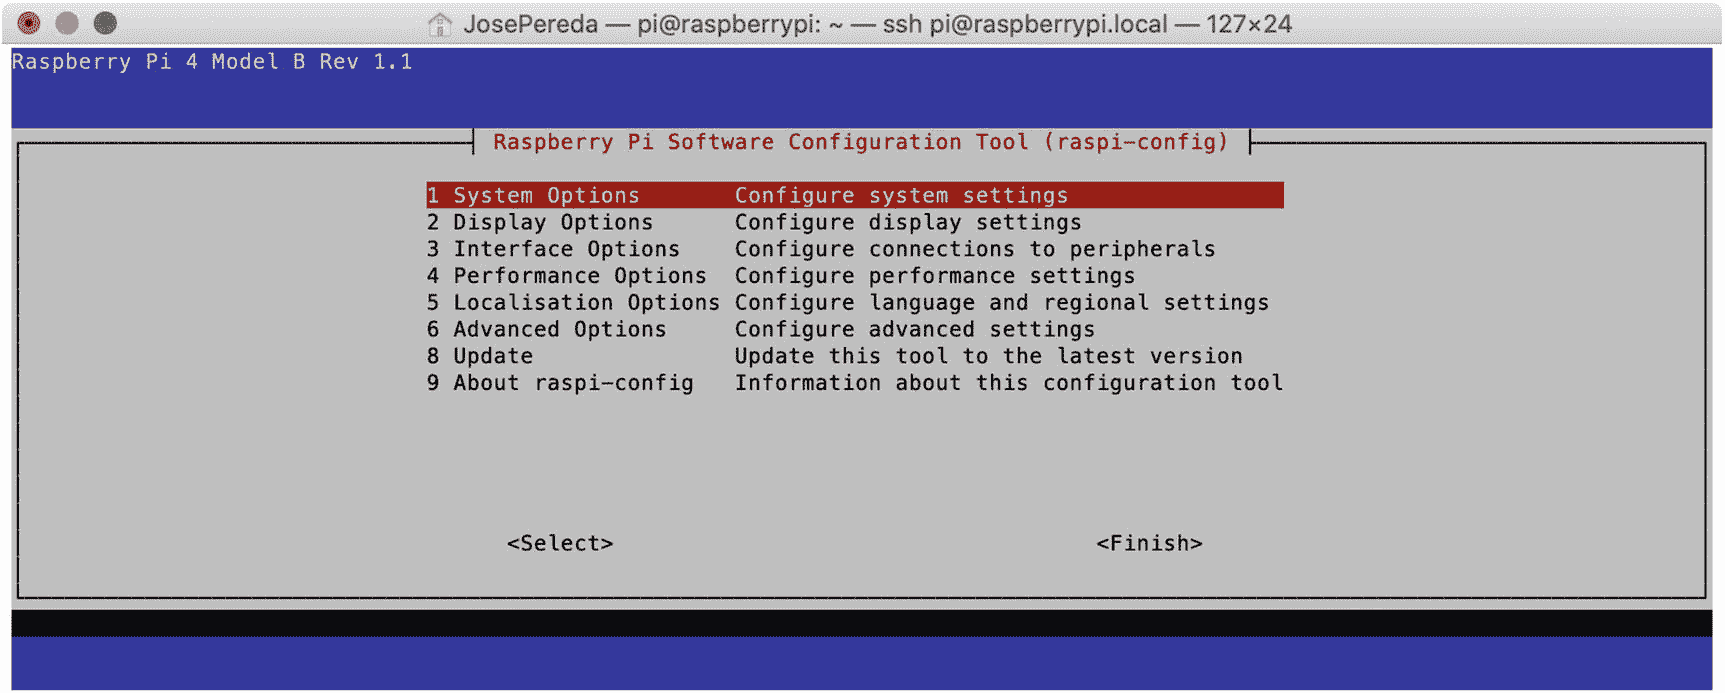 JosePereda — pi@raspberrypi: ~ — ssh pi@raspberrypi.local — 127×24
Raspberry Pi 4 Model B Rev 1.1
Raspberry Pi Software Configuration Tool (raspi-config)
1 System Options Configure system settings
2 Display Options Configure display settings
3 Interface Options Configure connections to peripherals
4 Performance Options Configure performance settings
5 Localisation Options Configure language and regional settings
6 Advanced Options Configure advanced settings
8 Update Update this tool to the latest version
9 About raspi-config Information about this configuration tool
<Select> <Finish>